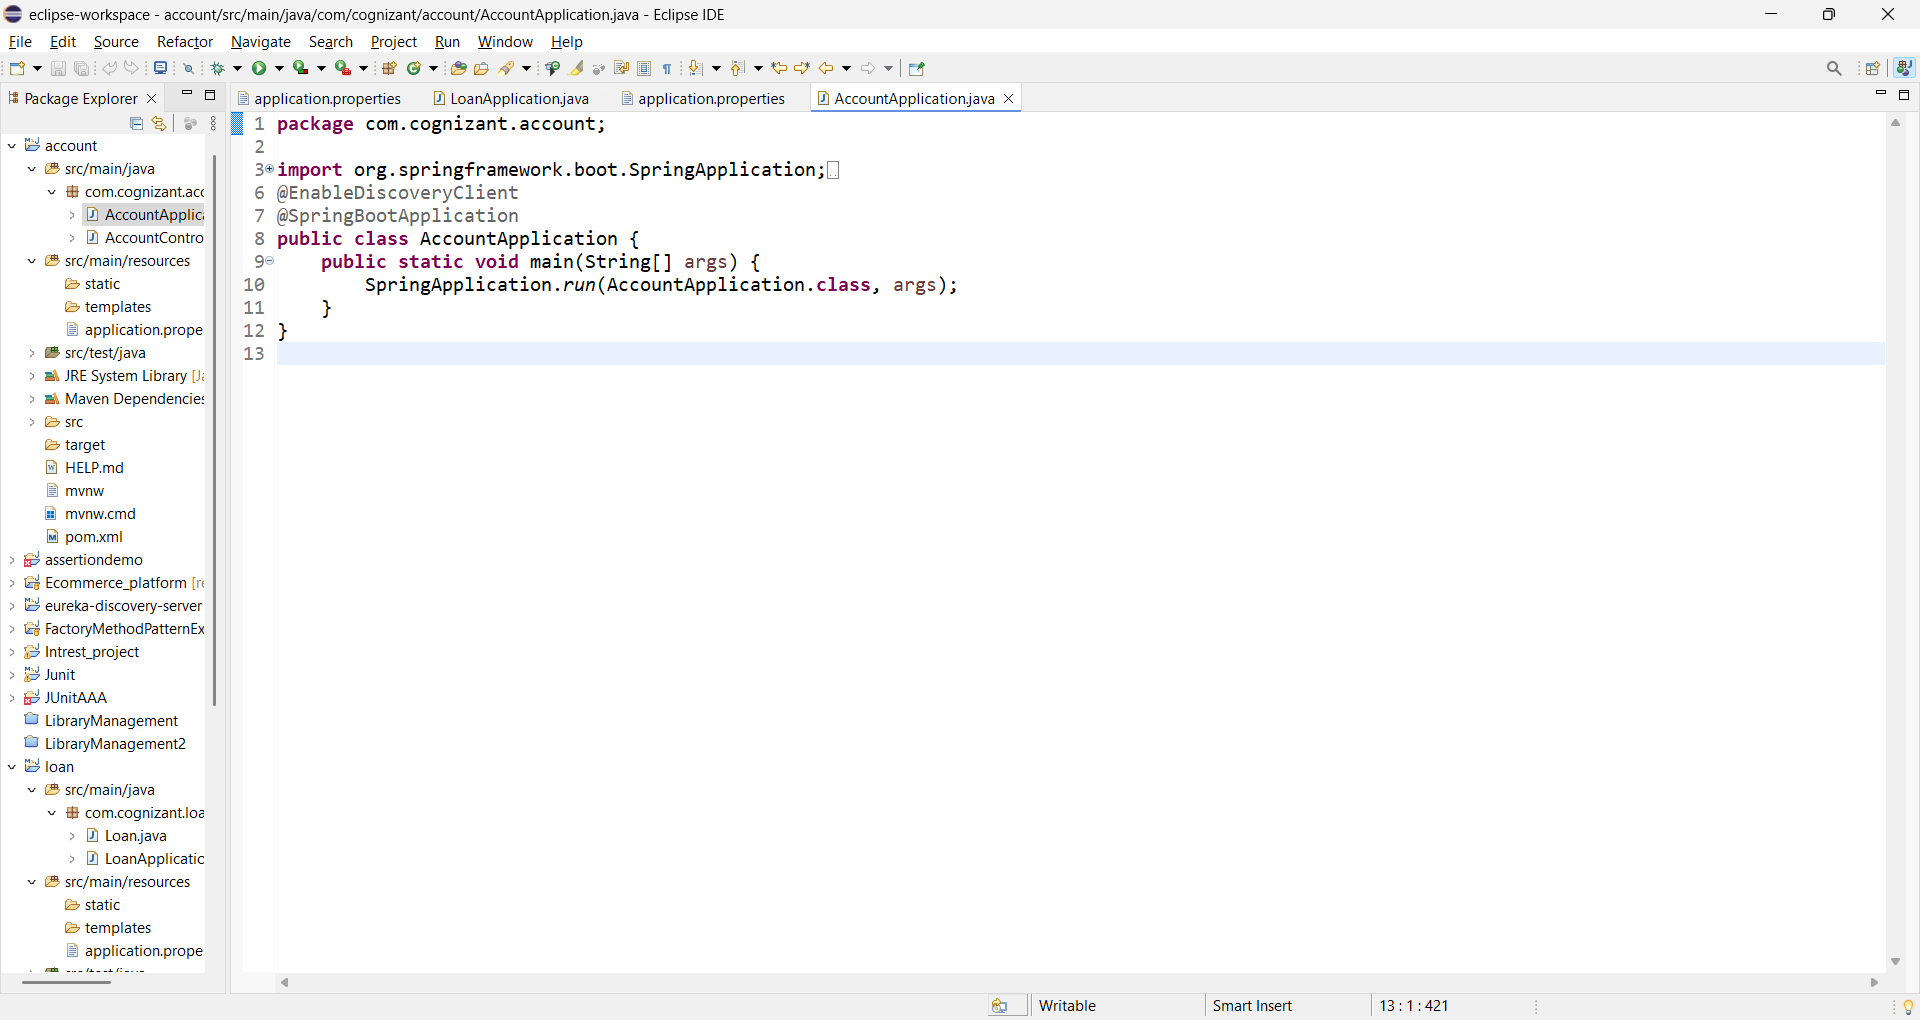 eclipse-workspace - account/src/main/java/com/cognizant/account/AccountApplication.java - Eclipse IDE
File Edit Source Refactor Navigate Search Project Run Window Help
Package Explorer
application.properties LoanApplication.java application.properties AccountApplication.java
account
src/main/java
com.cognizant.acc
AccountApplica
AccountContro
src/main/resources
static
templates
application.prope
src/test/java
JRE System Library [Ja
Maven Dependencies
src
target
HELP.md
mvnw
mvnw.cmd
pom.xml
assertiondemo
Ecommerce_platform [re
eureka-discovery-server
FactoryMethodPatternEx
Intrest_project
Junit
JUnitAAA
LibraryManagement
LibraryManagement2
loan
src/main/java
com.cognizant.loa
Loan.java
LoanApplicatio
src/main/resources
static
templates
application.prope
1 package com.cognizant.account;
2
3 import org.springframework.boot.SpringApplication;
6 @EnableDiscoveryClient
7 @SpringBootApplication
8 public class AccountApplication {
9 public static void main(String[] args) {
10 SpringApplication.run(AccountApplication.class, args);
11 }
12 }
13
Writable Smart Insert 13 : 1 : 421